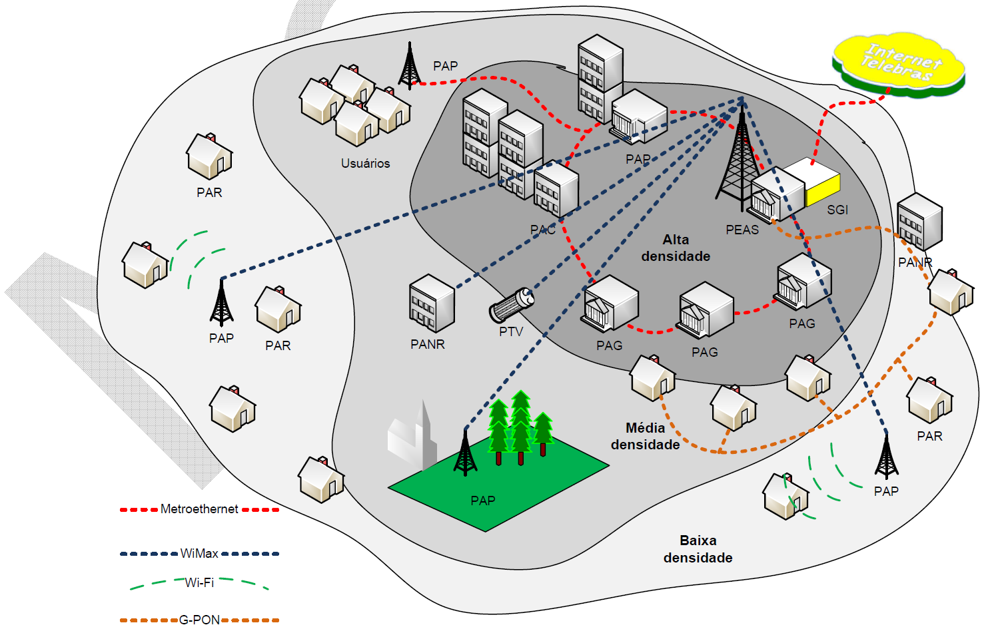 Internet
Telebras
PAP
Usuários
PAP
PAR
SGI
PEAS
PAC
Alta
densidade
PANR
PAP
PAR
PANR
PTV
PAG
PAG
PAG
Média
densidade
PAR
PAP
PAP
Metroethernet
Baixa
densidade
WiMax
Wi-Fi
G-PON